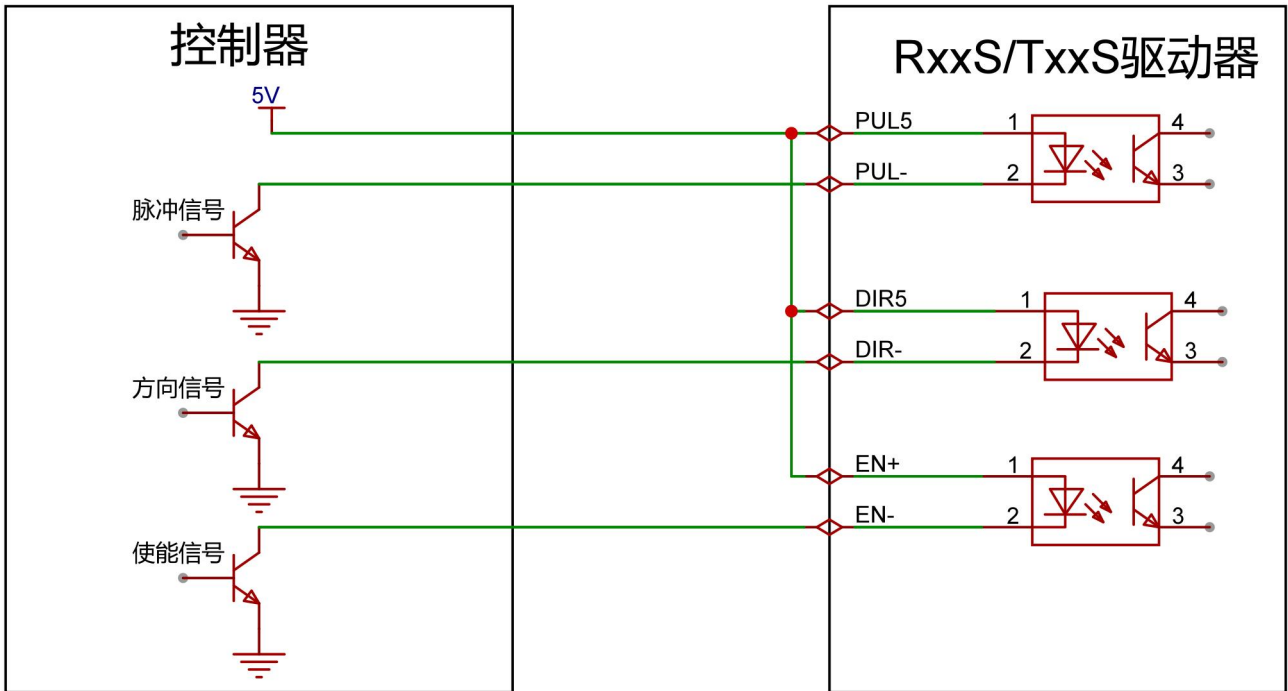 控制器
RxxS/TxxS驱动器
5V
PUL5
1
4
PUL-
2
3
脉冲信号
DIR5
1
4
DIR-
2
3
方向信号
EN+
1
4
EN-
2
3
使能信号